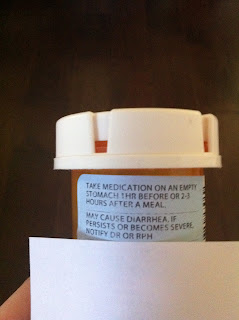 TAKE MEDICATION ON AN EMPTY
STOMACH 1HR BEFORE OR 2-3
HOURS AFTER A MEAL.
MAY CAUSE DIARRHEA. IF
PERSISTS OR BECOMES SEVERE,
NOTIFY DR OR RPH